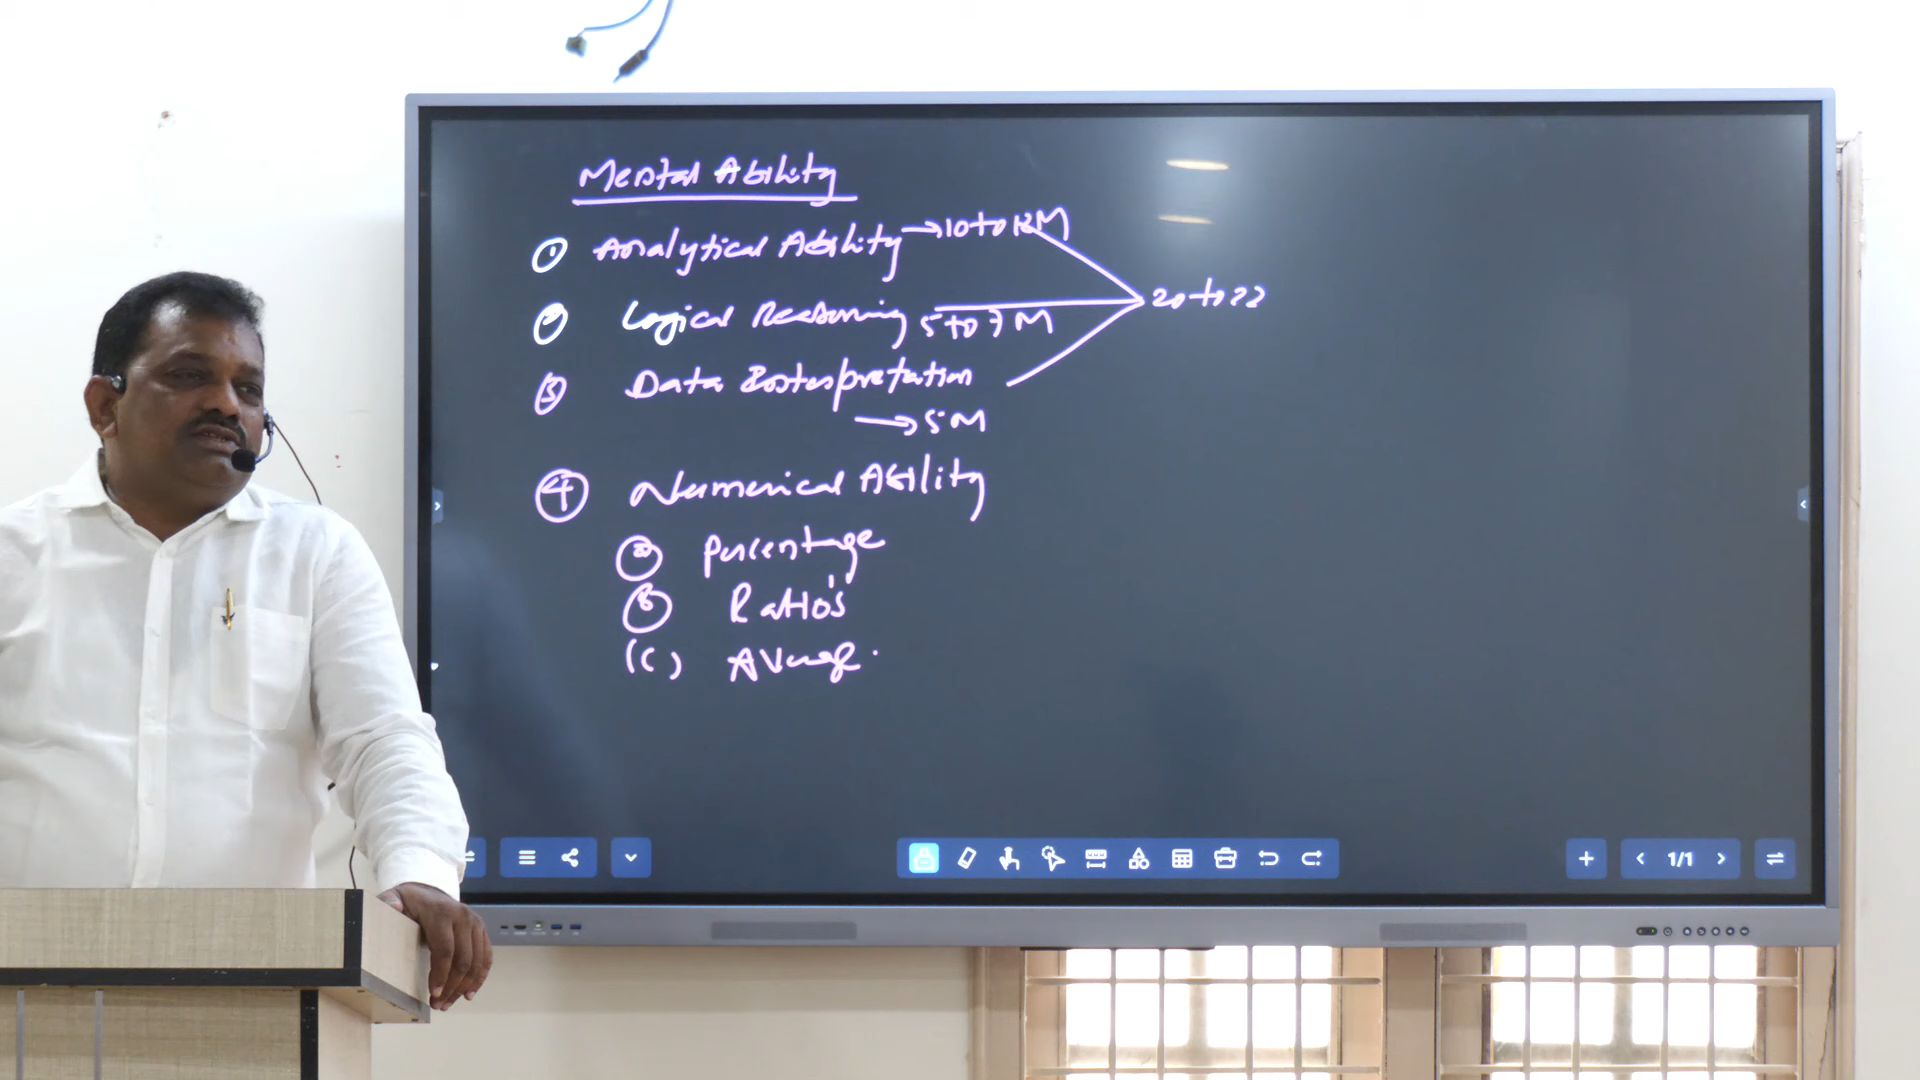 Mental Ability
① Analytical Ability → 10 to 12M
② Logical Reasoning 5 to 7 M
20 to 22
③ Data Interpretation
→ 5M
④ Numerical Ability
ⓐ Percentage
ⓑ Ratio's
(c) Average.
1/1